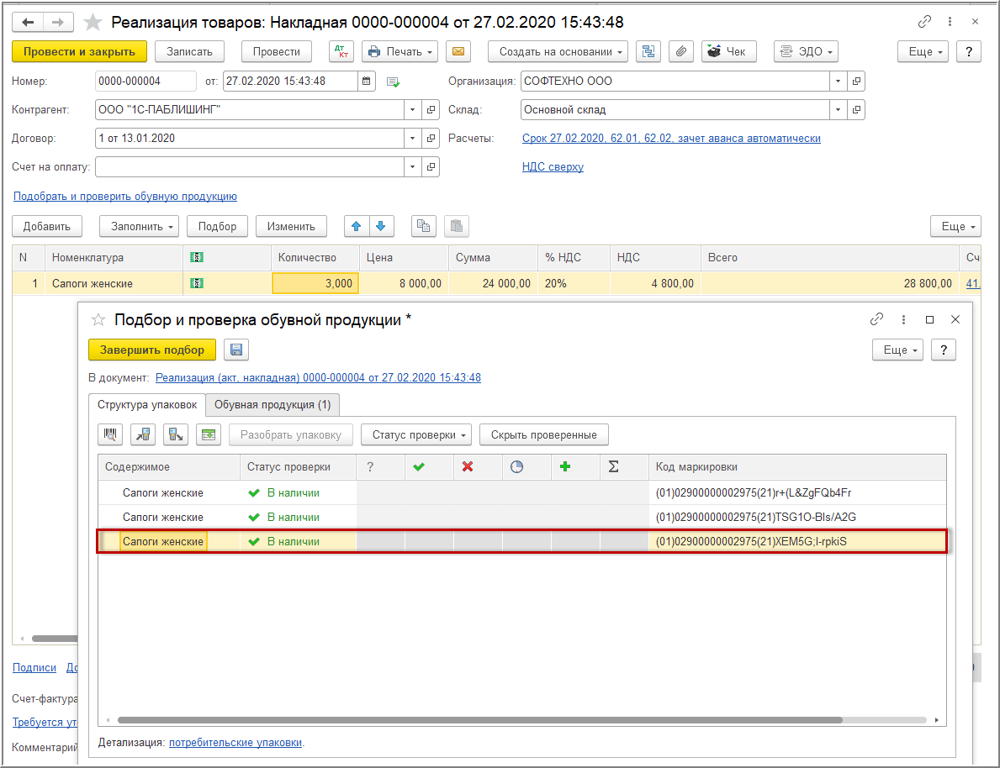 Реализация товаров: Накладная 0000-000004 от 27.02.2020 15:43:48
Провести и закрыть Записать Провести Дт Кт Печать Создать на основании Чек ЭДО Еще ?
Номер: 0000-000004 от: 27.02.2020 15:43:48 Организация: СОФТЕХНО ООО
Контрагент: ООО "1С-ПАБЛИШИНГ" Склад: Основной склад
Договор: 1 от 13.01.2020 Расчеты: Срок 27.02.2020, 62.01, 62.02, зачет аванса автоматически
Счет на оплату: НДС сверху
Подобрать и проверить обувную продукцию
Добавить Заполнить Подбор Изменить Еще
N Номенклатура Количество Цена Сумма % НДС НДС Всего Сч
1 Сапоги женские 3,000 8 000,00 24 000,00 20% 4 800,00 28 800,00 41.
Подбор и проверка обувной продукции *
Завершить подбор Еще ?
В документ: Реализация (акт, накладная) 0000-000004 от 27.02.2020 15:43:48
Структура упаковок Обувная продукция (1)
Разобрать упаковку Статус проверки Скрыть проверенные
Содержимое Статус проверки ? Σ Код маркировки
Сапоги женские В наличии (01)02900000002975(21)r+(L&ZgFQb4Fr
Сапоги женские В наличии (01)02900000002975(21)TSG1O-BIs/A2G
Сапоги женские В наличии (01)02900000002975(21)XEM5G;I-rpkiS
Подписи До
Счет-фактура
Требуется ут
Комментарий
Детализация: потребительские упаковки.